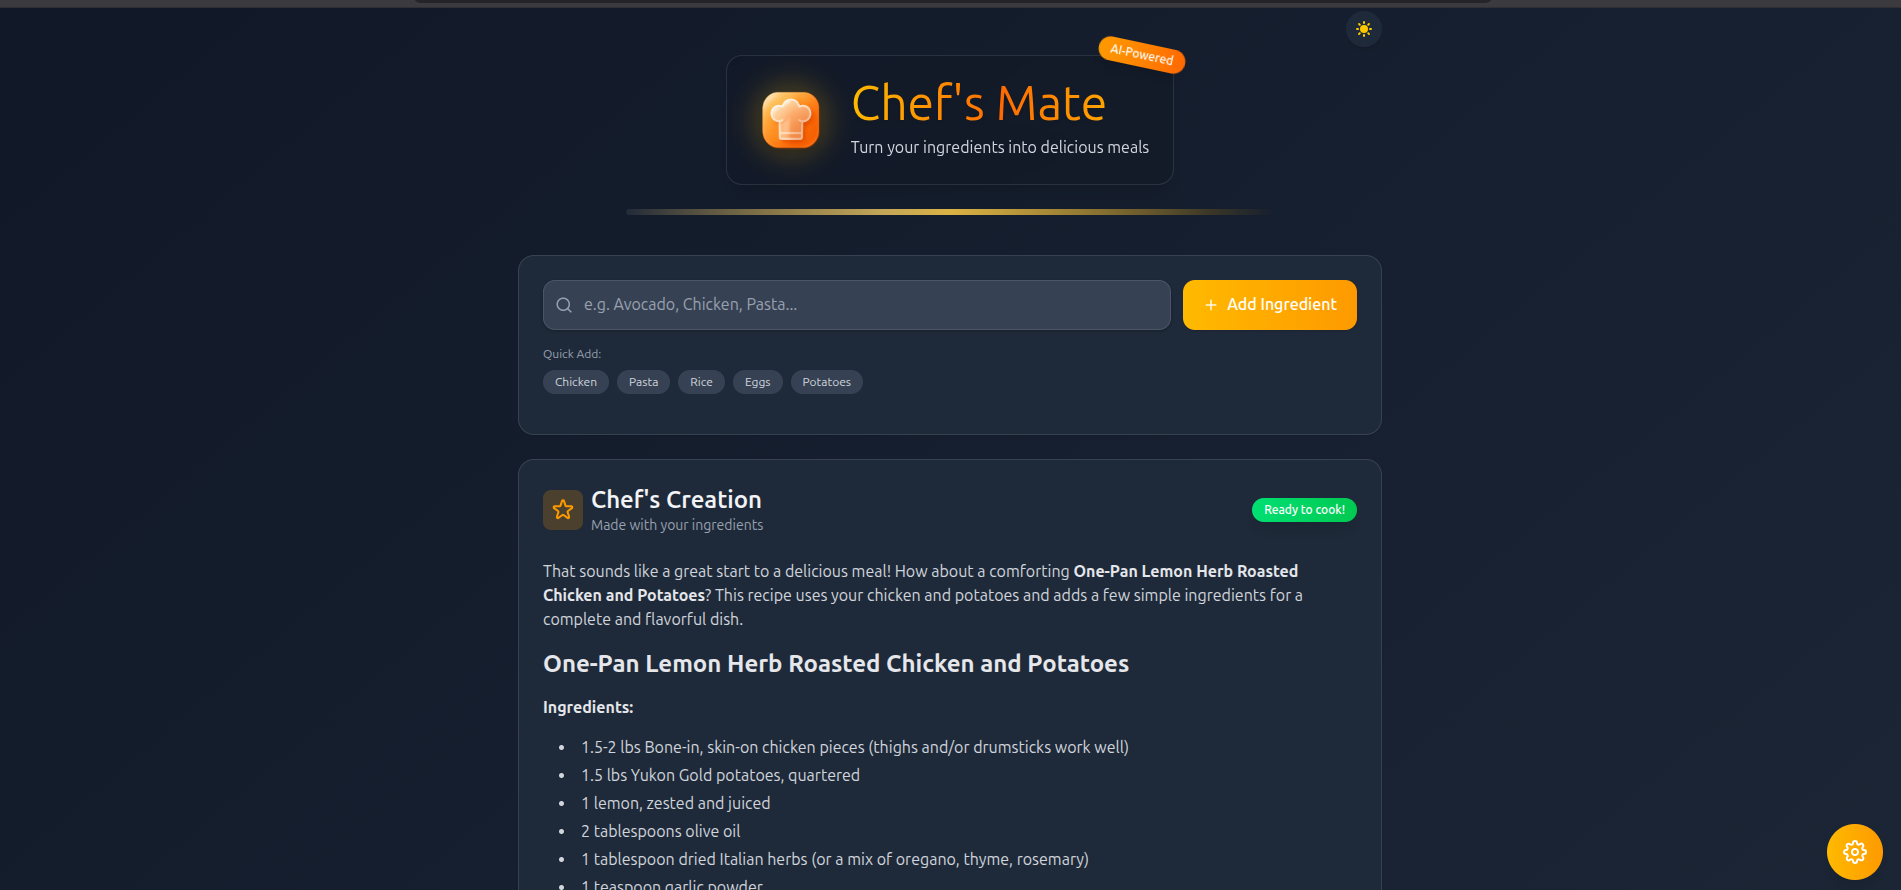 AI-Powered
Chef's Mate
Turn your ingredients into delicious meals
e.g. Avocado, Chicken, Pasta...
+ Add Ingredient
Quick Add:
Chicken Pasta Rice Eggs Potatoes
Chef's Creation
Made with your ingredients
Ready to cook!
That sounds like a great start to a delicious meal! How about a comforting One-Pan Lemon Herb Roasted
Chicken and Potatoes? This recipe uses your chicken and potatoes and adds a few simple ingredients for a
complete and flavorful dish.
One-Pan Lemon Herb Roasted Chicken and Potatoes
Ingredients:
• 1.5-2 lbs Bone-in, skin-on chicken pieces (thighs and/or drumsticks work well)
• 1.5 lbs Yukon Gold potatoes, quartered
• 1 lemon, zested and juiced
• 2 tablespoons olive oil
• 1 tablespoon dried Italian herbs (or a mix of oregano, thyme, rosemary)
• 1 teaspoon garlic powder